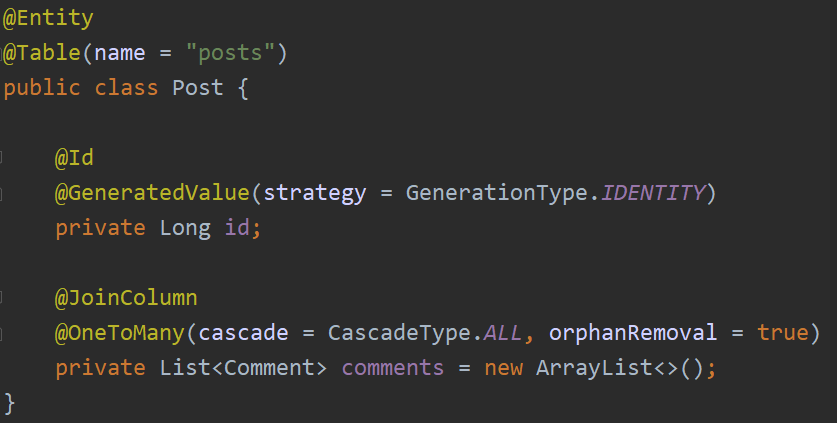 @Entity
@Table(name = "posts")
public class Post {
@Id
@GeneratedValue(strategy = GenerationType.IDENTITY)
private Long id;
@JoinColumn
@OneToMany(cascade = CascadeType.ALL, orphanRemoval = true)
private List<Comment> comments = new ArrayList<>();
}